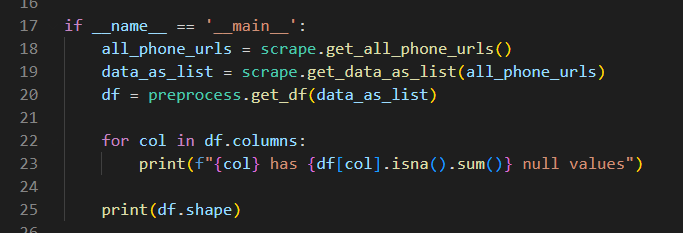 16
17 if __name__ == '__main__':
18     all_phone_urls = scrape.get_all_phone_urls()
19     data_as_list = scrape.get_data_as_list(all_phone_urls)
20     df = preprocess.get_df(data_as_list)
21
22     for col in df.columns:
23         print(f"{col} has {df[col].isna().sum()} null values")
24
25     print(df.shape)
26